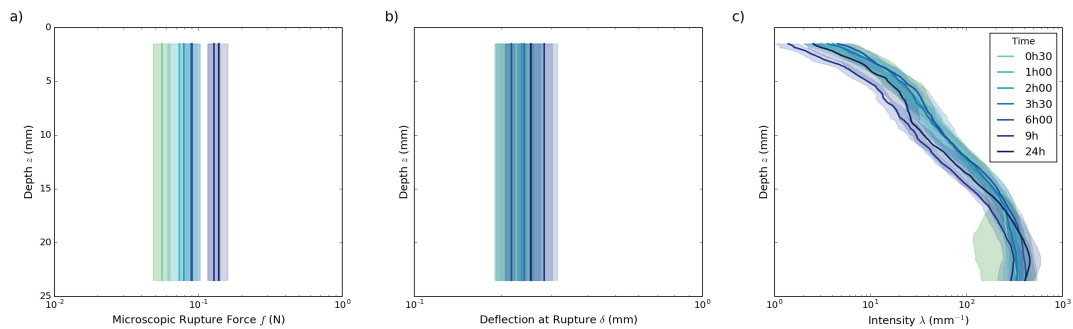 a)
0
5
10
15
20
25
Depth z (mm)
10⁻² 10⁻¹ 10⁰
Microscopic Rupture Force f (N)
b)
Depth z (mm)
10⁻¹ 10⁰
Deflection at Rupture δ (mm)
c)
Depth z (mm)
Time
0h30
1h00
2h00
3h30
6h00
9h
24h
10⁰ 10¹ 10² 10³
Intensity λ (mm⁻¹)